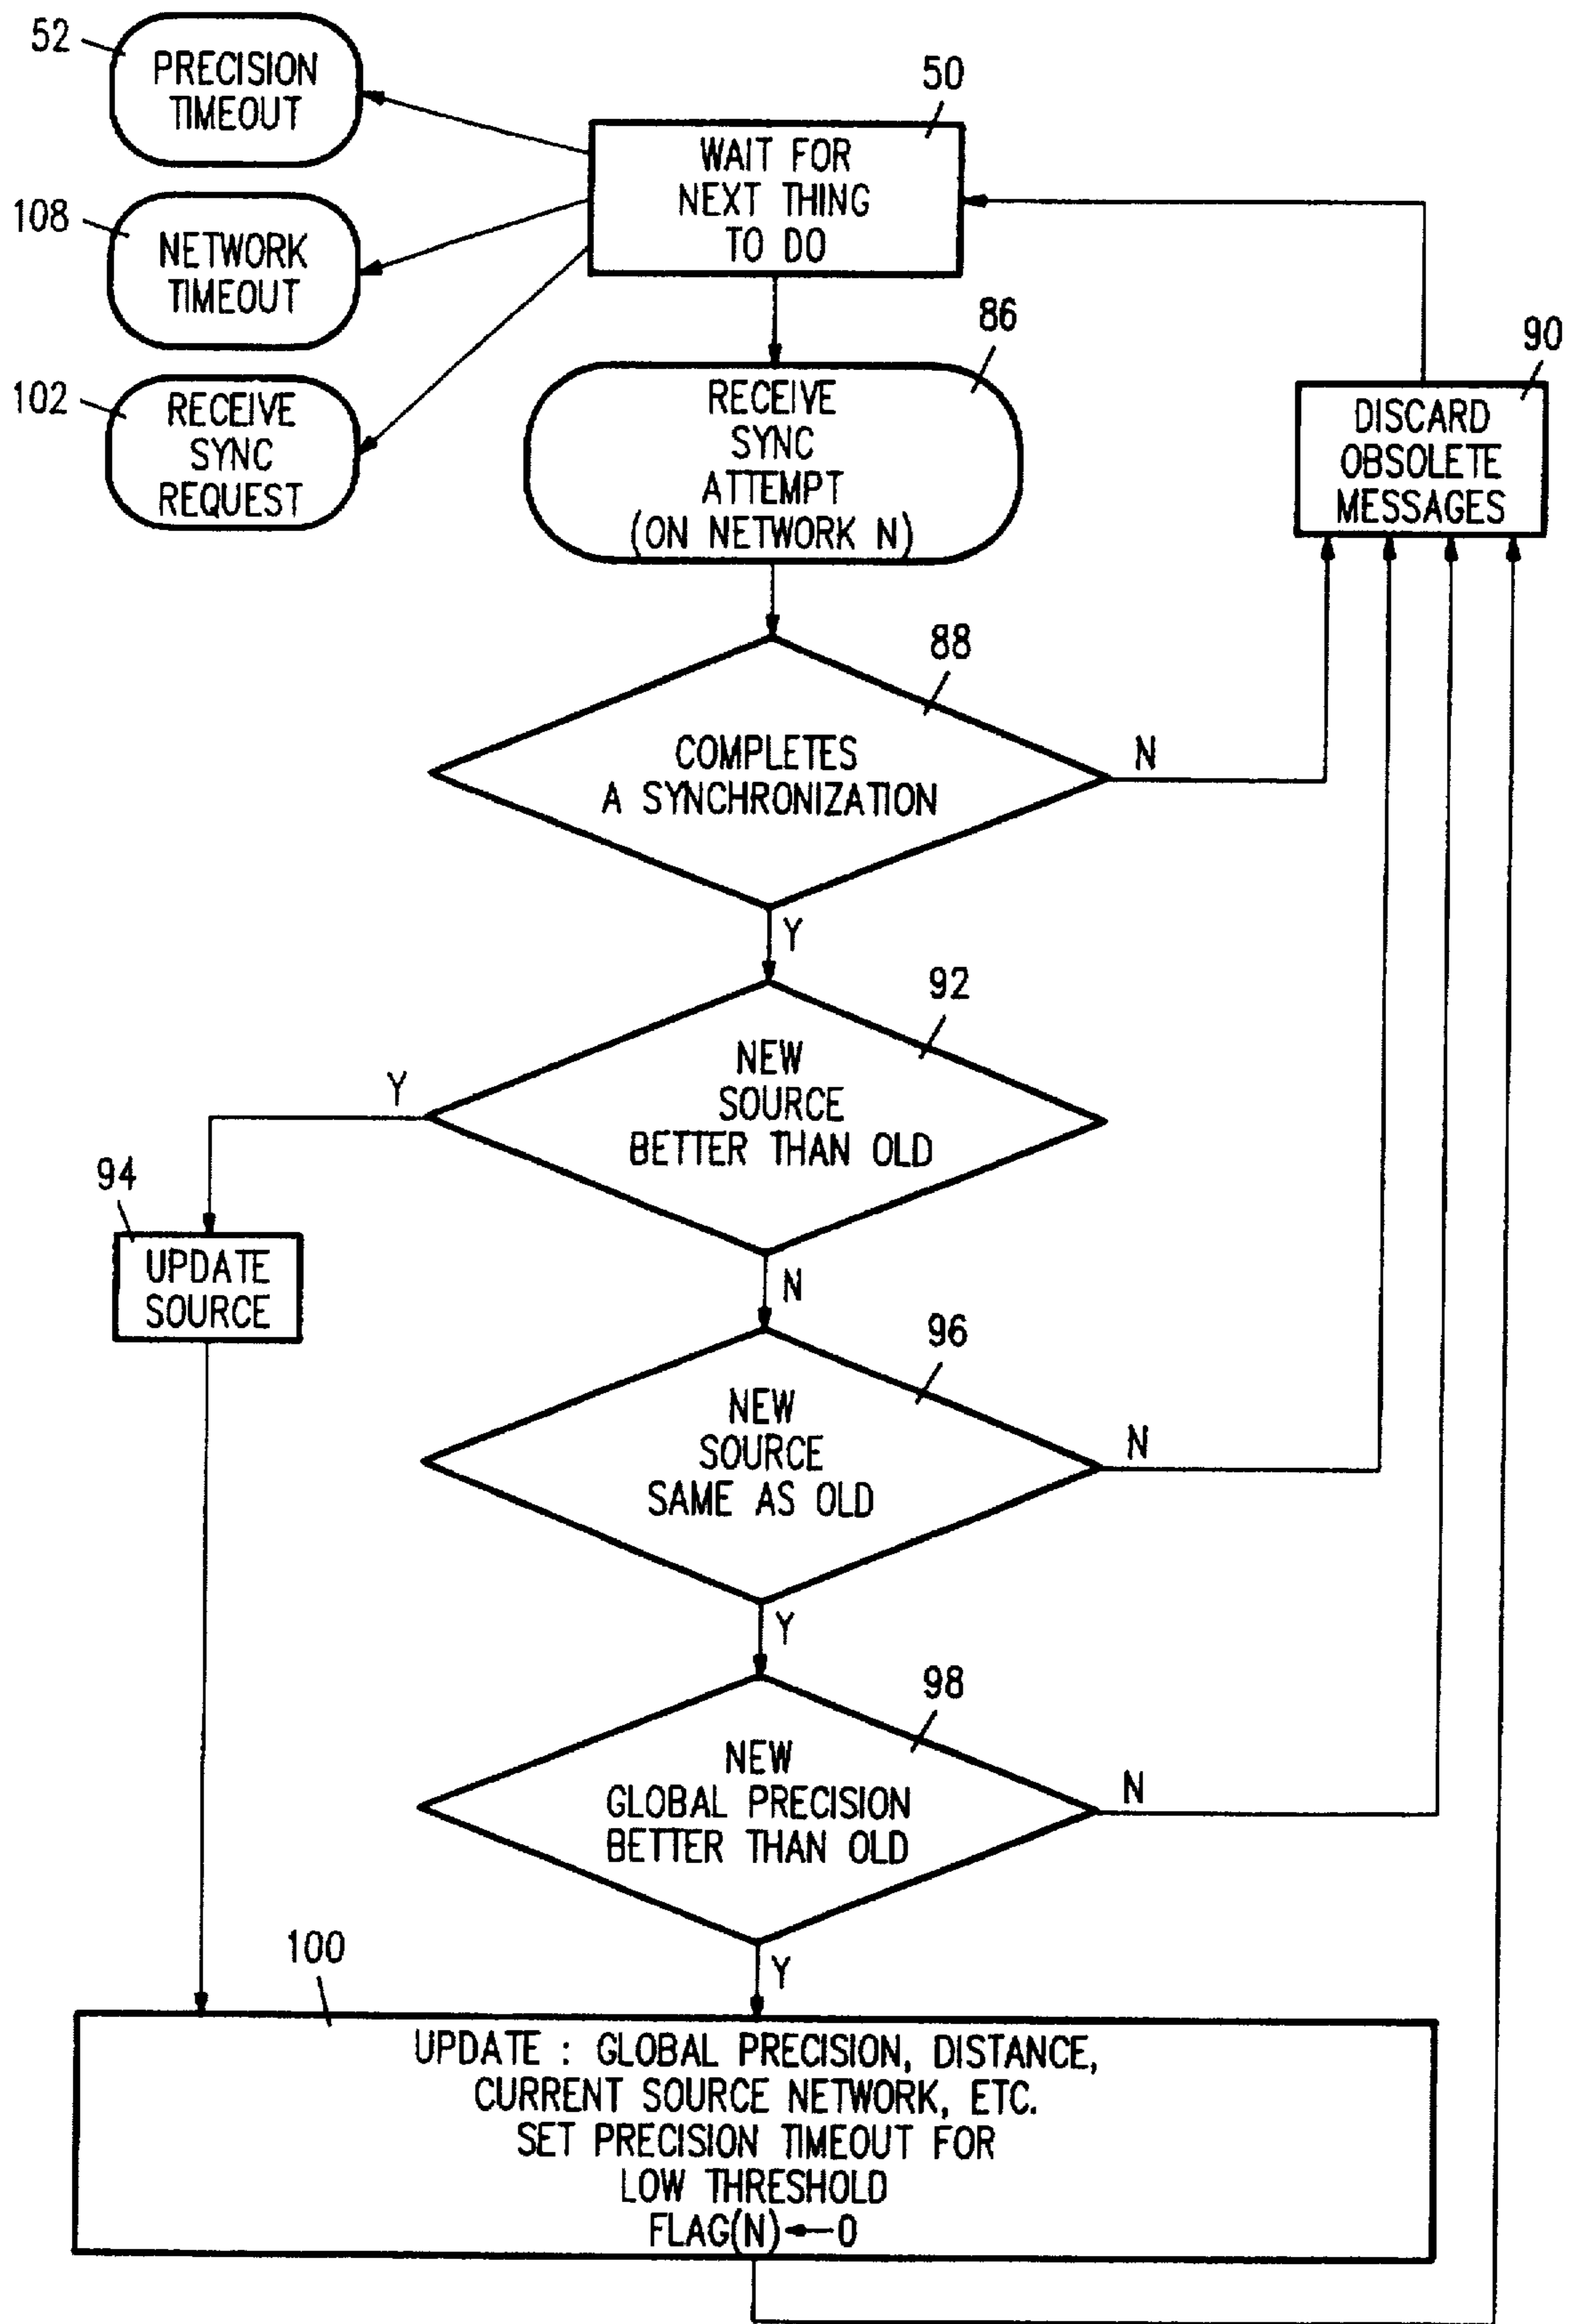 52
PRECISION
TIMEOUT
50
WAIT FOR
NEXT THING
TO DO
108
NETWORK
TIMEOUT
102
RECEIVE
SYNC
REQUEST
86
RECEIVE
SYNC
ATTEMPT
(ON NETWORK N)
90
DISCARD
OBSOLETE
MESSAGES
88
COMPLETES
A SYNCHRONIZATION
N
Y
92
NEW
SOURCE
BETTER THAN OLD
Y
94
UPDATE
SOURCE
N
96
NEW
SOURCE
SAME AS OLD
N
Y
98
NEW
GLOBAL PRECISION
BETTER THAN OLD
N
Y
100
UPDATE : GLOBAL PRECISION, DISTANCE,
CURRENT SOURCE NETWORK, ETC.
SET PRECISION TIMEOUT FOR
LOW THRESHOLD
FLAG(N)←0